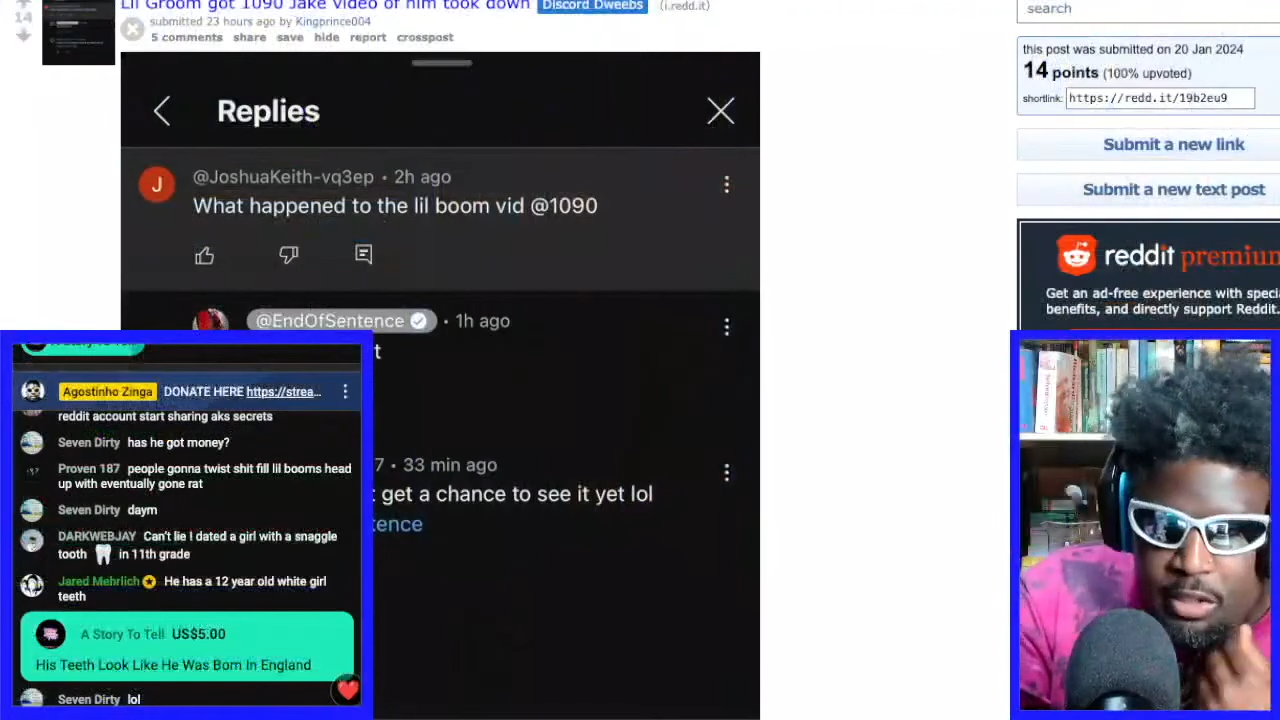 Lil Groom got 1090 Jake video of him took down
Discord Dweebs
(i.redd.it)
14
submitted 23 hours ago by Kingprince004
5 comments share save hide report crosspost
Replies
@JoshuaKeith-vq3ep • 2h ago
What happened to the lil boom vid @1090
@EndOfSentence • 1h ago
t
7 • 33 min ago
t get a chance to see it yet lol
tence
J
search
this post was submitted on 20 Jan 2024
14 points (100% upvoted)
shortlink: https://redd.it/19b2eu9
Submit a new link
Submit a new text post
reddit premium
Get an ad-free experience with speci
benefits, and directly support Reddit.
Agostinho Zinga DONATE HERE https://strea...
reddit account start sharing aks secrets
Seven Dirty has he got money?
Proven 187 people gonna twist shit fill lil booms head
up with eventually gone rat
Seven Dirty daym
DARKWEBJAY Can't lie I dated a girl with a snaggle
tooth 🦷 in 11th grade
Jared Mehrlich He has a 12 year old white girl
teeth
A Story To Tell US$5.00
His Teeth Look Like He Was Born In England
Seven Dirty lol